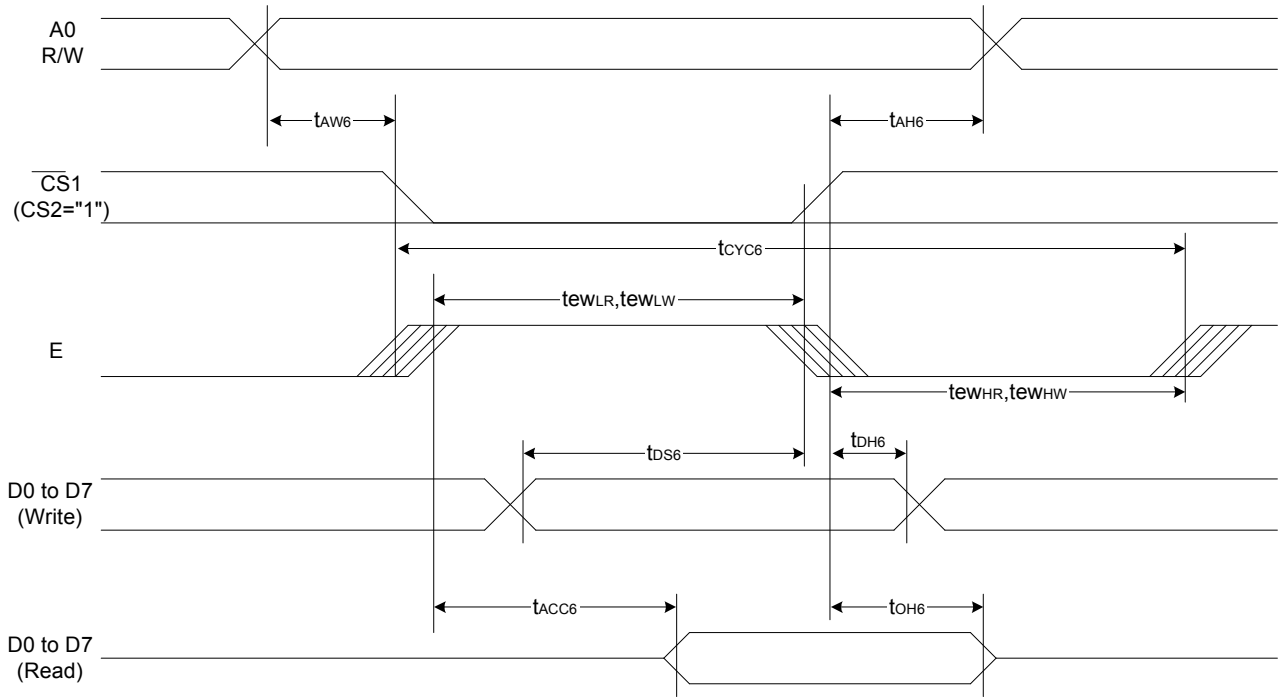 A0
R/W
tAW6
tAH6
CS1
(CS2="1")
tCYC6
tewLR,tewLW
E
tewHR,tewHW
tDS6
tDH6
D0 to D7
(Write)
tACC6
tOH6
D0 to D7
(Read)